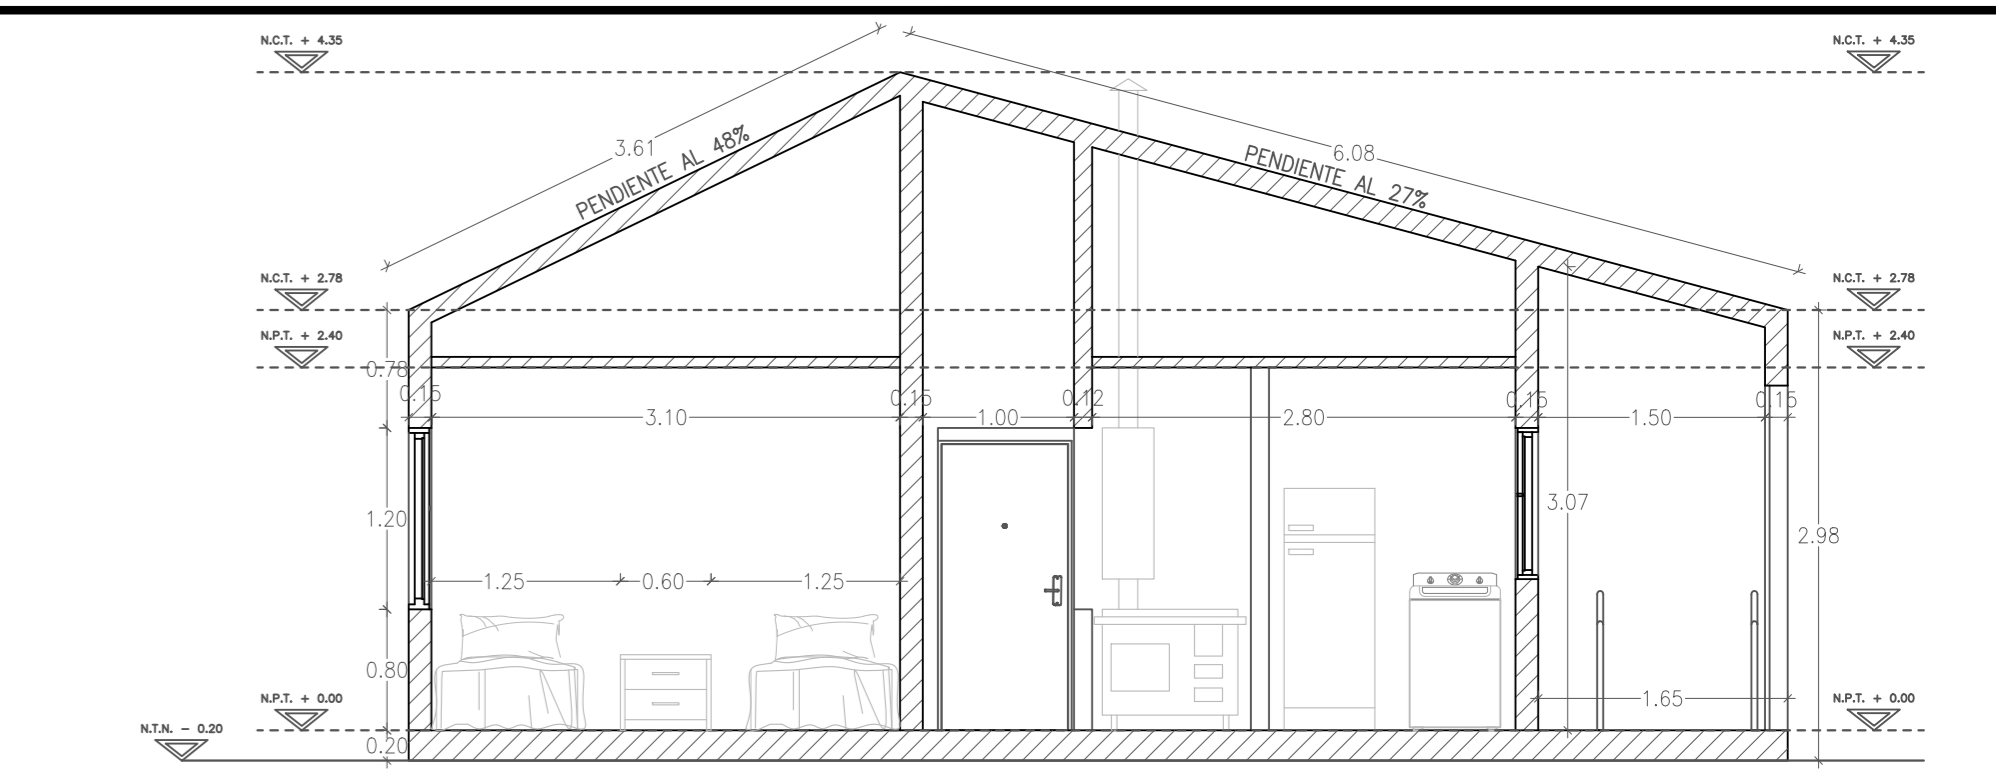 N.C.T. + 4.35
N.C.T. + 4.35
3.61
PENDIENTE AL 48%
6.08
PENDIENTE AL 27%
N.C.T. + 2.78
N.C.T. + 2.78
N.P.T. + 2.40
N.P.T. + 2.40
0.78
0.15
0.15
0.12
0.15
0.15
3.10
1.00
2.80
1.50
3.07
1.20
2.98
1.25
0.60
1.25
0.80
N.P.T. + 0.00
1.65
N.P.T. + 0.00
N.T.N. - 0.20
0.20